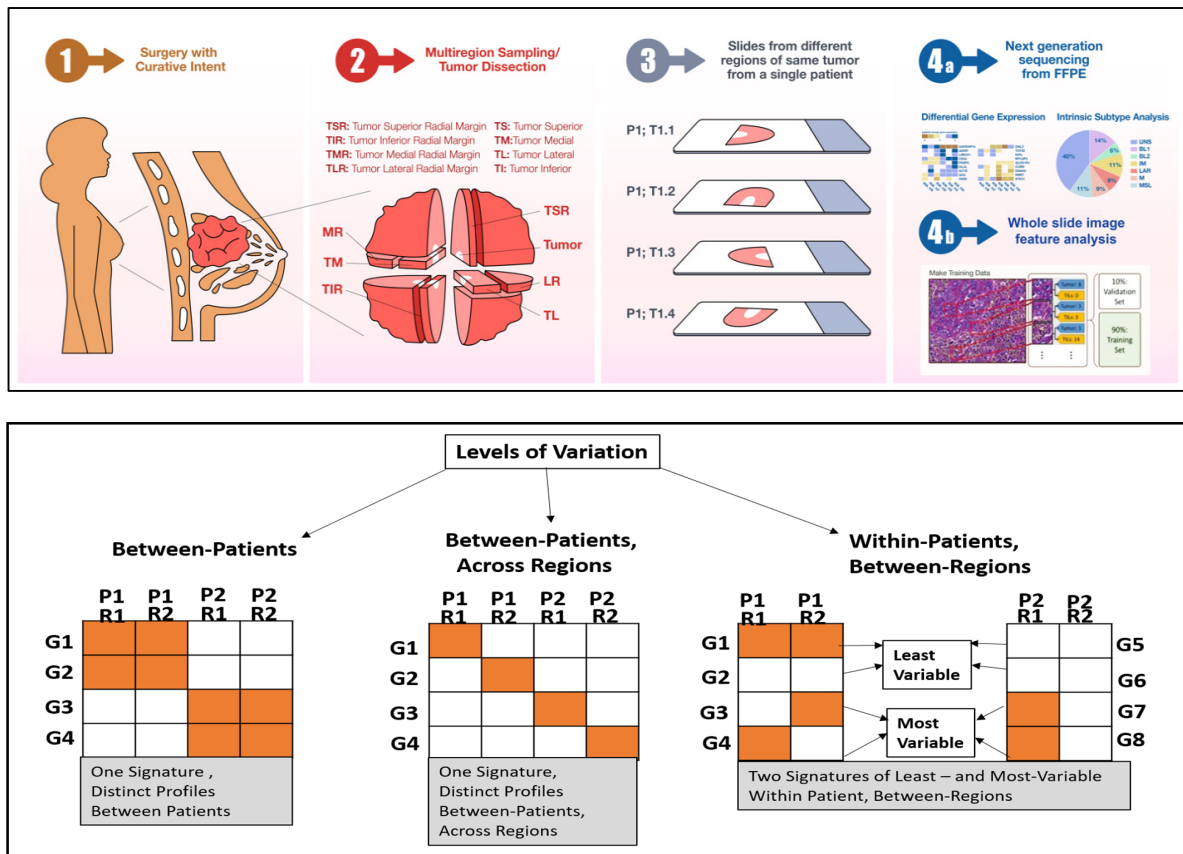 1
Surgery with
Curative Intent
2
Multiregion Sampling/
Tumor Dissection
TSR: Tumor Superior Radial Margin TS: Tumor Superior
TIR: Tumor Inferior Radial Margin TM:Tumor Medial
TMR: Tumor Medial Radial Margin TL: Tumor Lateral
TLR: Tumor Lateral Radial Margin TI: Tumor Inferior
TSR
MR
Tumor
TM
TIR
LR
TL
3
Slides from different
regions of same tumor
from a single patient
P1; T1.1
P1; T1.2
P1; T1.3
P1; T1.4
4a
Next generation
sequencing
from FFPE
Differential Gene Expression
Intrinsic Subtype Analysis
14%
6%
11%
9%
9%
11%
40%
UNS
BL1
BL2
IM
LAR
M
MSL
4b
Whole slide image
feature analysis
Make Training Data
10%:
Validation
Set
90%:
Training
Set
Levels of Variation
Between-Patients
P1 P1 P2 P2
R1 R2 R1 R2
G1
G2
G3
G4
One Signature ,
Distinct Profiles
Between Patients
Between-Patients,
Across Regions
P1 P1 P2 P2
R1 R2 R1 R2
G1
G2
G3
G4
One Signature,
Distinct Profiles
Between-Patients,
Across Regions
Within-Patients,
Between-Regions
P1 P1 P2 P2
R1 R2 R1 R2
G1 G5
Least
Variable
G2 G6
G3 G7
Most
Variable
G4 G8
Two Signatures of Least – and Most-Variable
Within Patient, Between-Regions